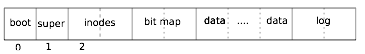 boot super inodes bit map data .... data log
0 1 2